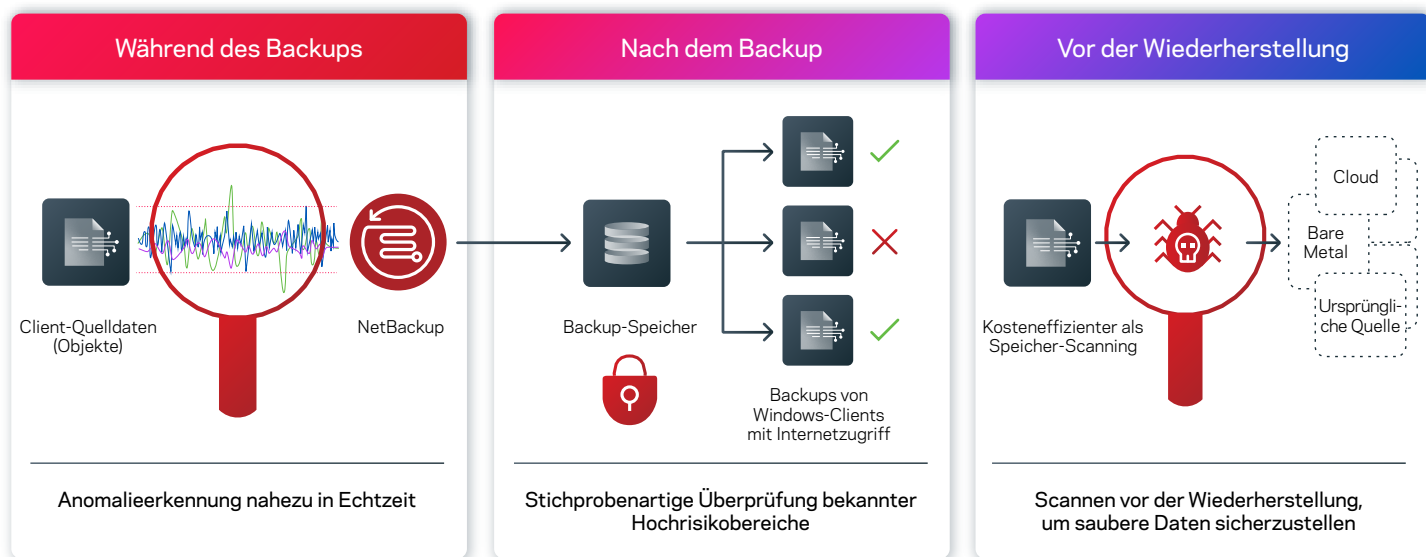 Während des Backups
Client-Quelldaten
(Objekte)
NetBackup
Anomalieerkennung nahezu in Echtzeit
Nach dem Backup
Backup-Speicher
Backups von
Windows-Clients
mit Internetzugriff
Stichprobenartige Überprüfung bekannter
Hochrisikobereiche
Vor der Wiederherstellung
Kosteneffizienter als
Speicher-Scanning
Cloud
Bare
Metal
Ursprüngli-
che Quelle
Scannen vor der Wiederherstellung,
um saubere Daten sicherzustellen